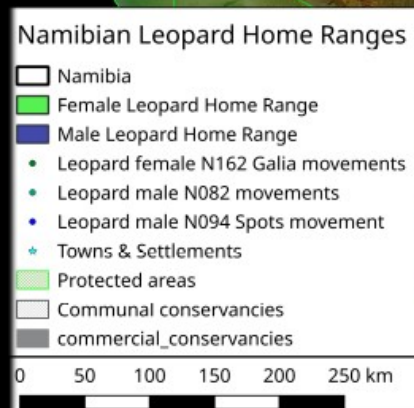 Namibian Leopard Home Ranges
Namibia
Female Leopard Home Range
Male Leopard Home Range
Leopard female N162 Galia movements
Leopard male N082 movements
Leopard male N094 Spots movement
Towns & Settlements
Protected areas
Communal conservancies
commercial_conservancies
0 50 100 150 200 250 km